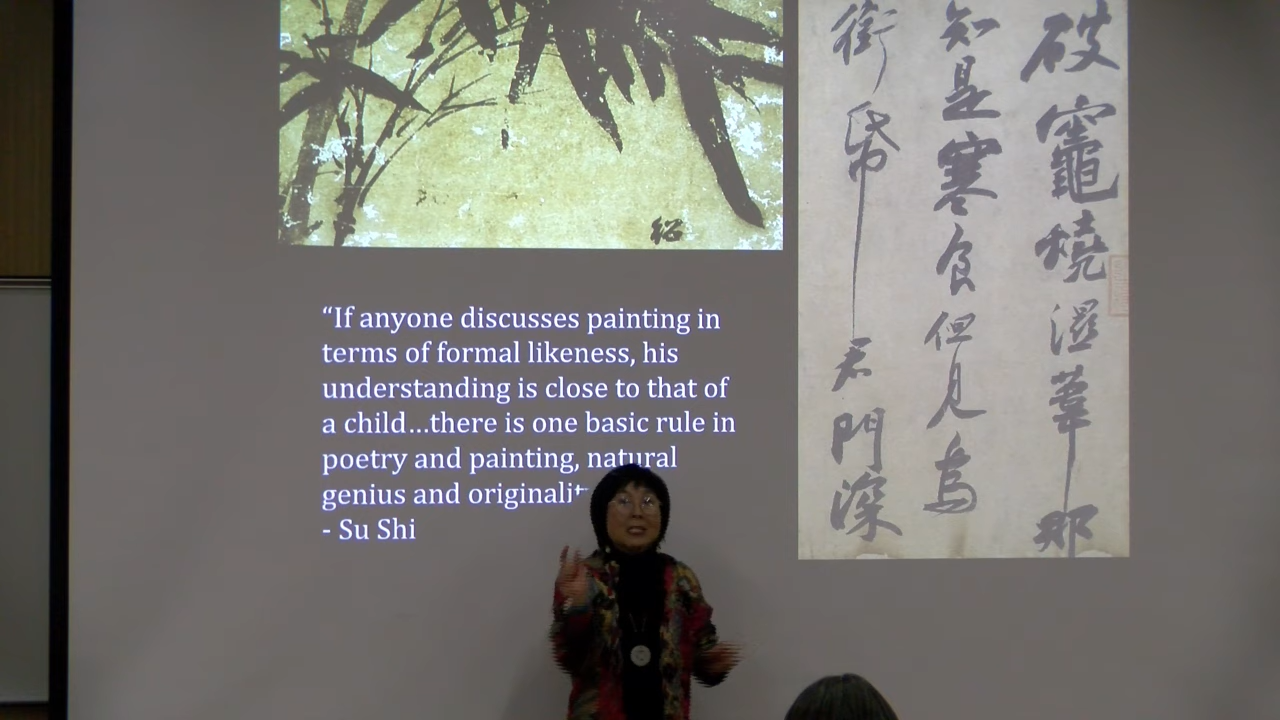 “If anyone discusses painting in
terms of formal likeness, his
understanding is close to that of
a child…there is one basic rule in
poetry and painting, natural
genius and originalit
- Su Shi
破竈燒濕葦那
知是寒食但見烏
銜帋君門深